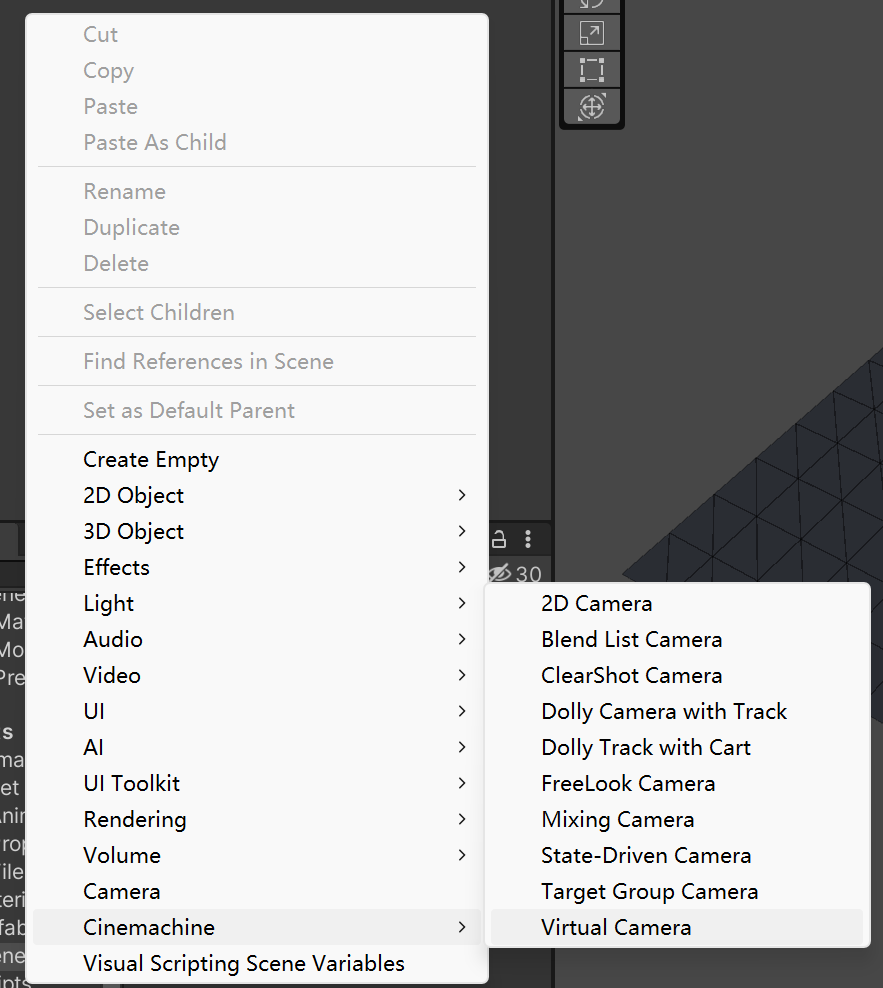 Cut
Copy
Paste
Paste As Child
Rename
Duplicate
Delete
Select Children
Find References in Scene
Set as Default Parent
Create Empty
2D Object
3D Object
Effects
Light
Audio
Video
UI
AI
UI Toolkit
Rendering
Volume
Camera
Cinemachine
Visual Scripting Scene Variables
30
2D Camera
Blend List Camera
ClearShot Camera
Dolly Camera with Track
Dolly Track with Cart
FreeLook Camera
Mixing Camera
State-Driven Camera
Target Group Camera
Virtual Camera